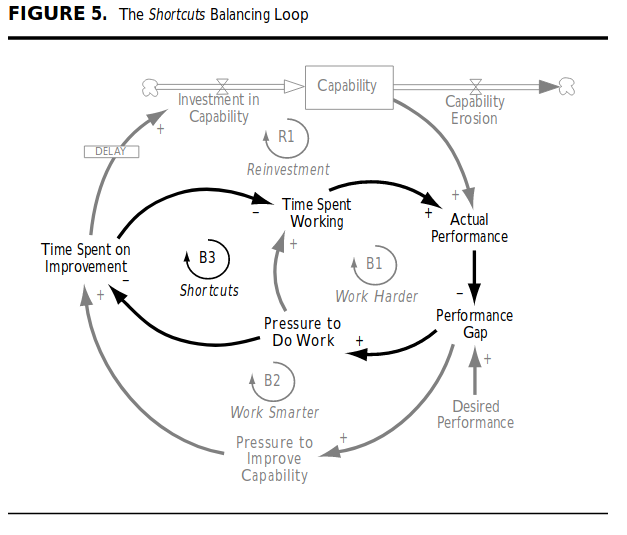 FIGURE 5. The Shortcuts Balancing Loop
Capability
Investment in
Capability
Capability
Erosion
+
DELAY
R1
Reinvestment
+
–
Time Spent
Working
+
Actual
Performance
Time Spent on
Improvement
B3
Shortcuts
+
B1
Work Harder
–
+
–
Pressure to
Do Work
+
Performance
Gap
B2
Work Smarter
+
Desired
Performance
+
Pressure to
Improve
Capability